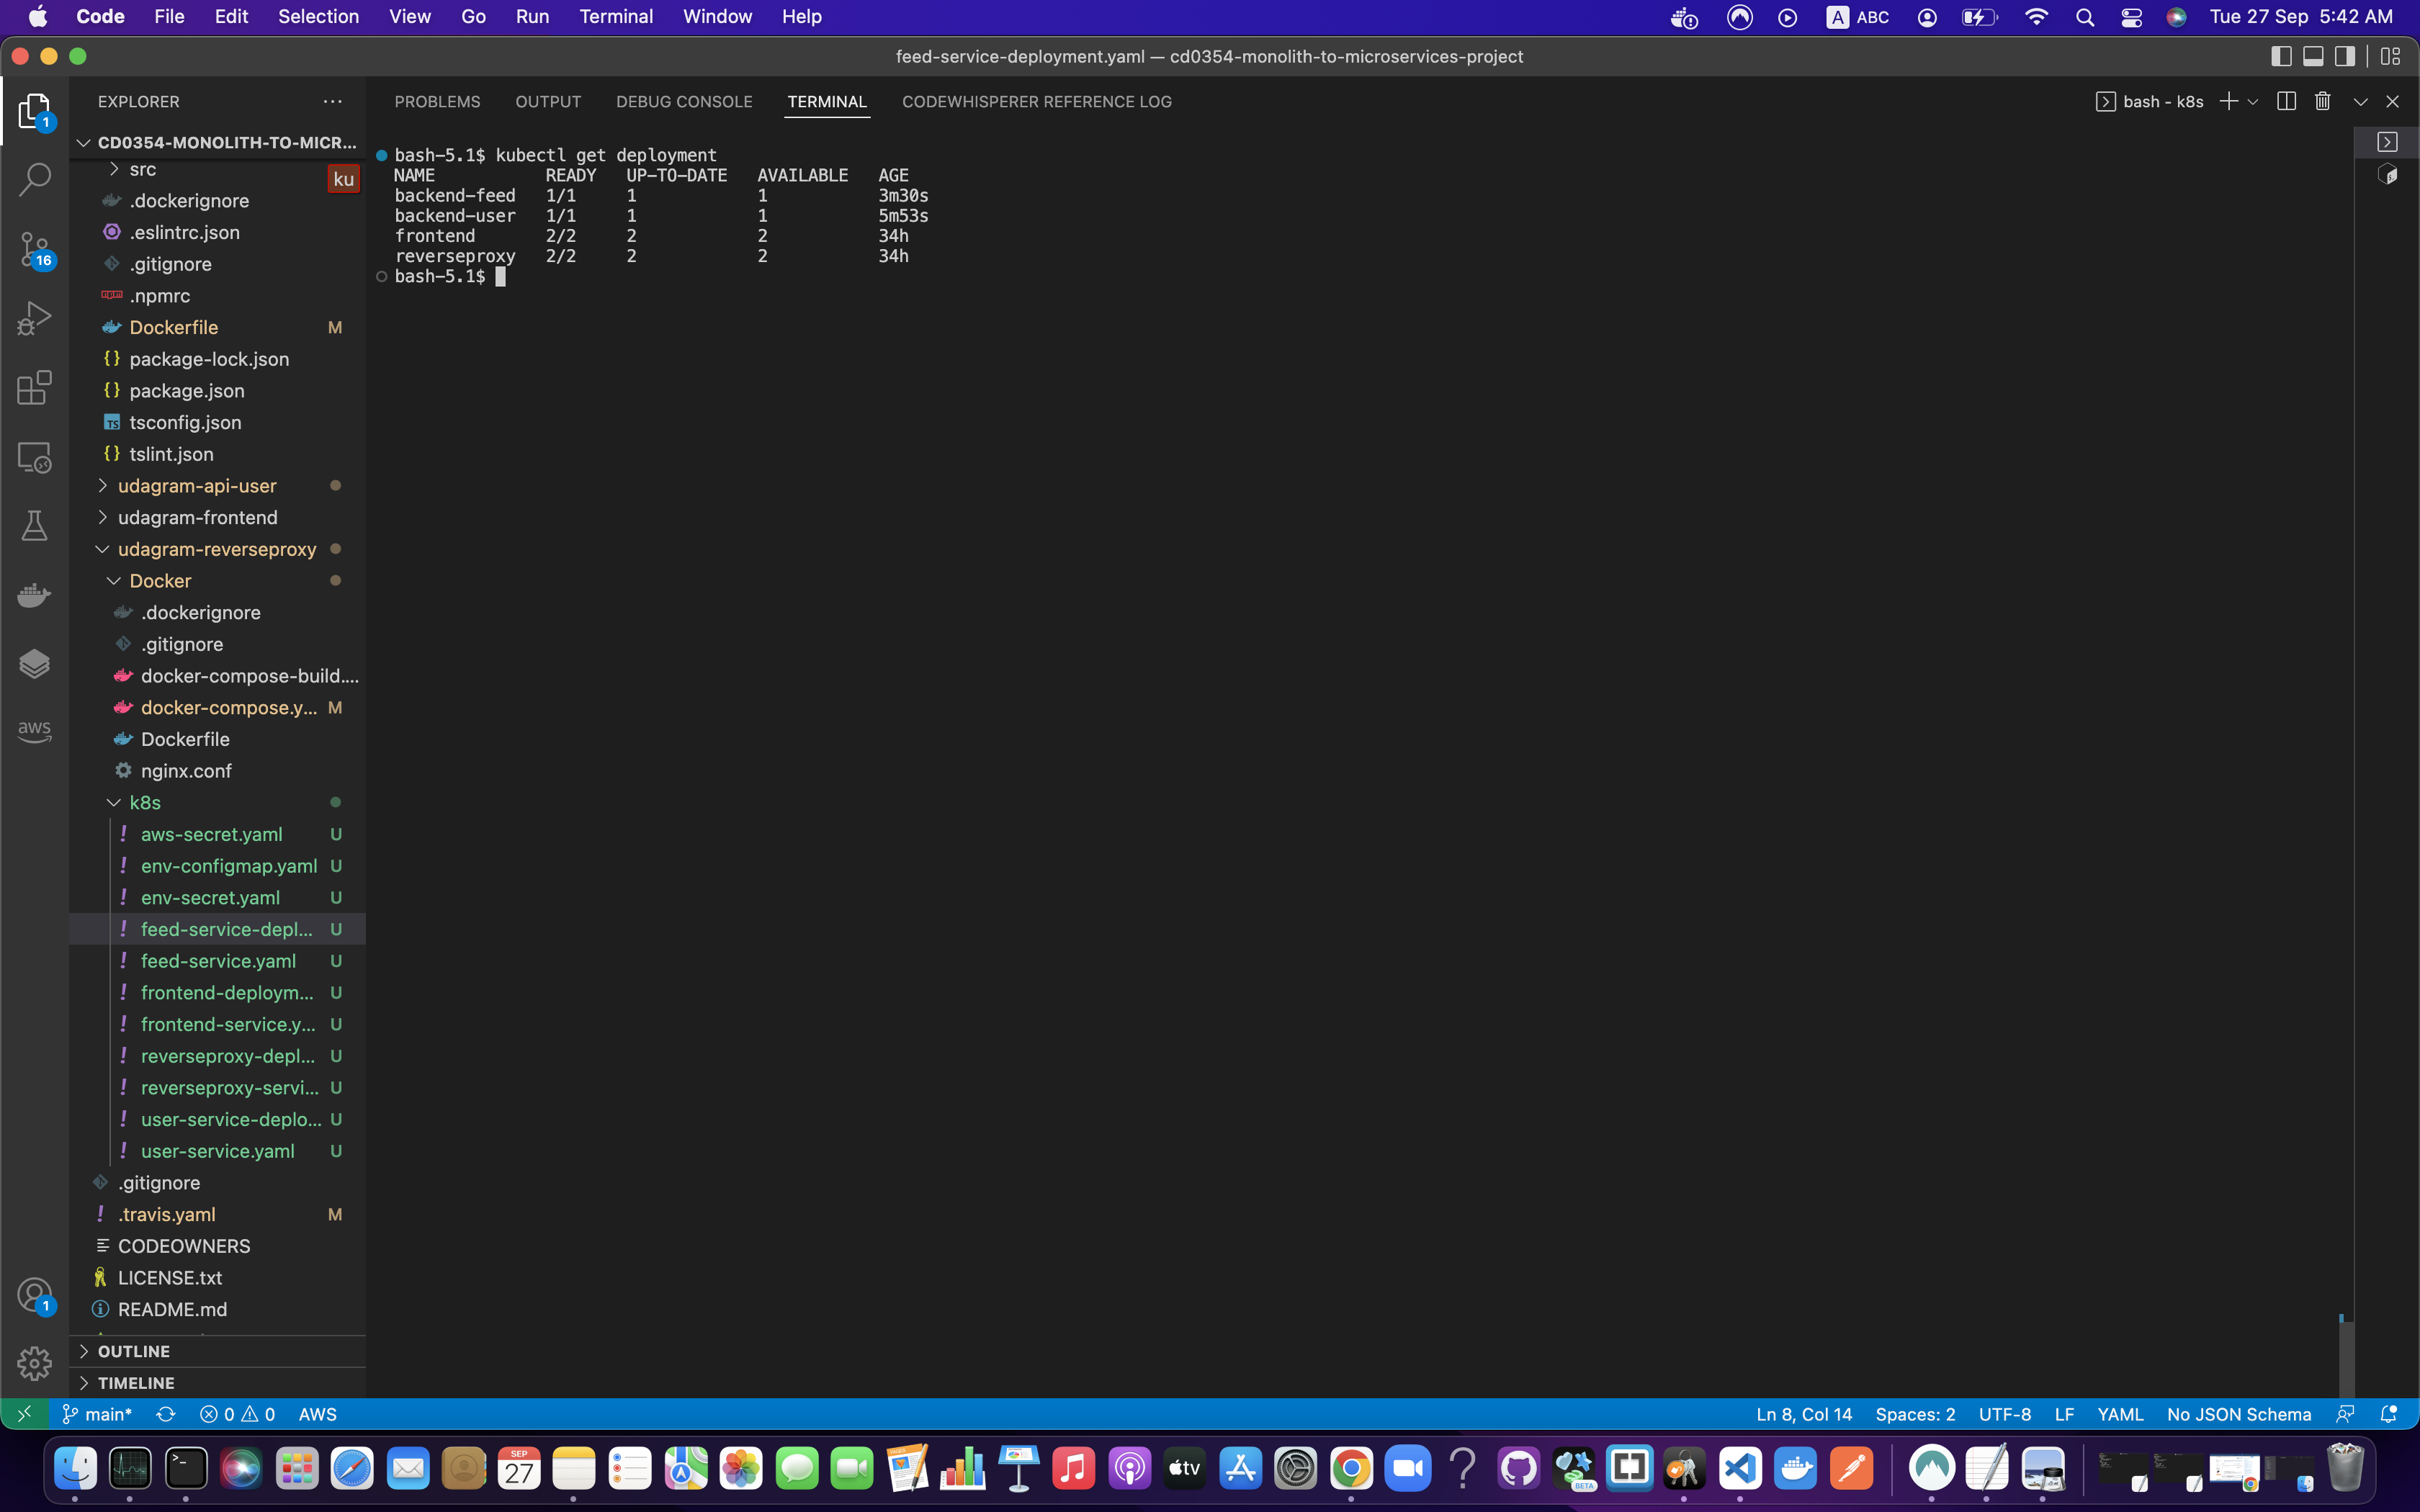 Code File Edit Selection View Go Run Terminal Window Help A ABC Tue 27 Sep 5:42 AM
feed-service-deployment.yaml — cd0354-monolith-to-microservices-project
EXPLORER ...
PROBLEMS OUTPUT DEBUG CONSOLE TERMINAL CODEWHISPERER REFERENCE LOG bash - k8s
1
CD0354-MONOLITH-TO-MICR...
src
ku
.dockerignore
.eslintrc.json
.gitignore
.npmrc
Dockerfile M
package-lock.json
package.json
TS tsconfig.json
tslint.json
udagram-api-user
udagram-frontend
udagram-reverseproxy
Docker
.dockerignore
.gitignore
docker-compose-build....
docker-compose.y... M
Dockerfile
nginx.conf
k8s
! aws-secret.yaml U
! env-configmap.yaml U
! env-secret.yaml U
! feed-service-depl... U
! feed-service.yaml U
! frontend-deploym... U
! frontend-service.y... U
! reverseproxy-depl... U
! reverseproxy-servi... U
! user-service-deplo... U
! user-service.yaml U
.gitignore
! .travis.yaml M
CODEOWNERS
LICENSE.txt
README.md
OUTLINE
TIMELINE
16
aws
1
bash-5.1$ kubectl get deployment
NAME READY UP-TO-DATE AVAILABLE AGE
backend-feed 1/1 1 1 3m30s
backend-user 1/1 1 1 5m53s
frontend 2/2 2 2 34h
reverseproxy 2/2 2 2 34h
bash-5.1$
main* 0 0 AWS Ln 8, Col 14 Spaces: 2 UTF-8 LF YAML No JSON Schema
SEP
27
tv
BETA